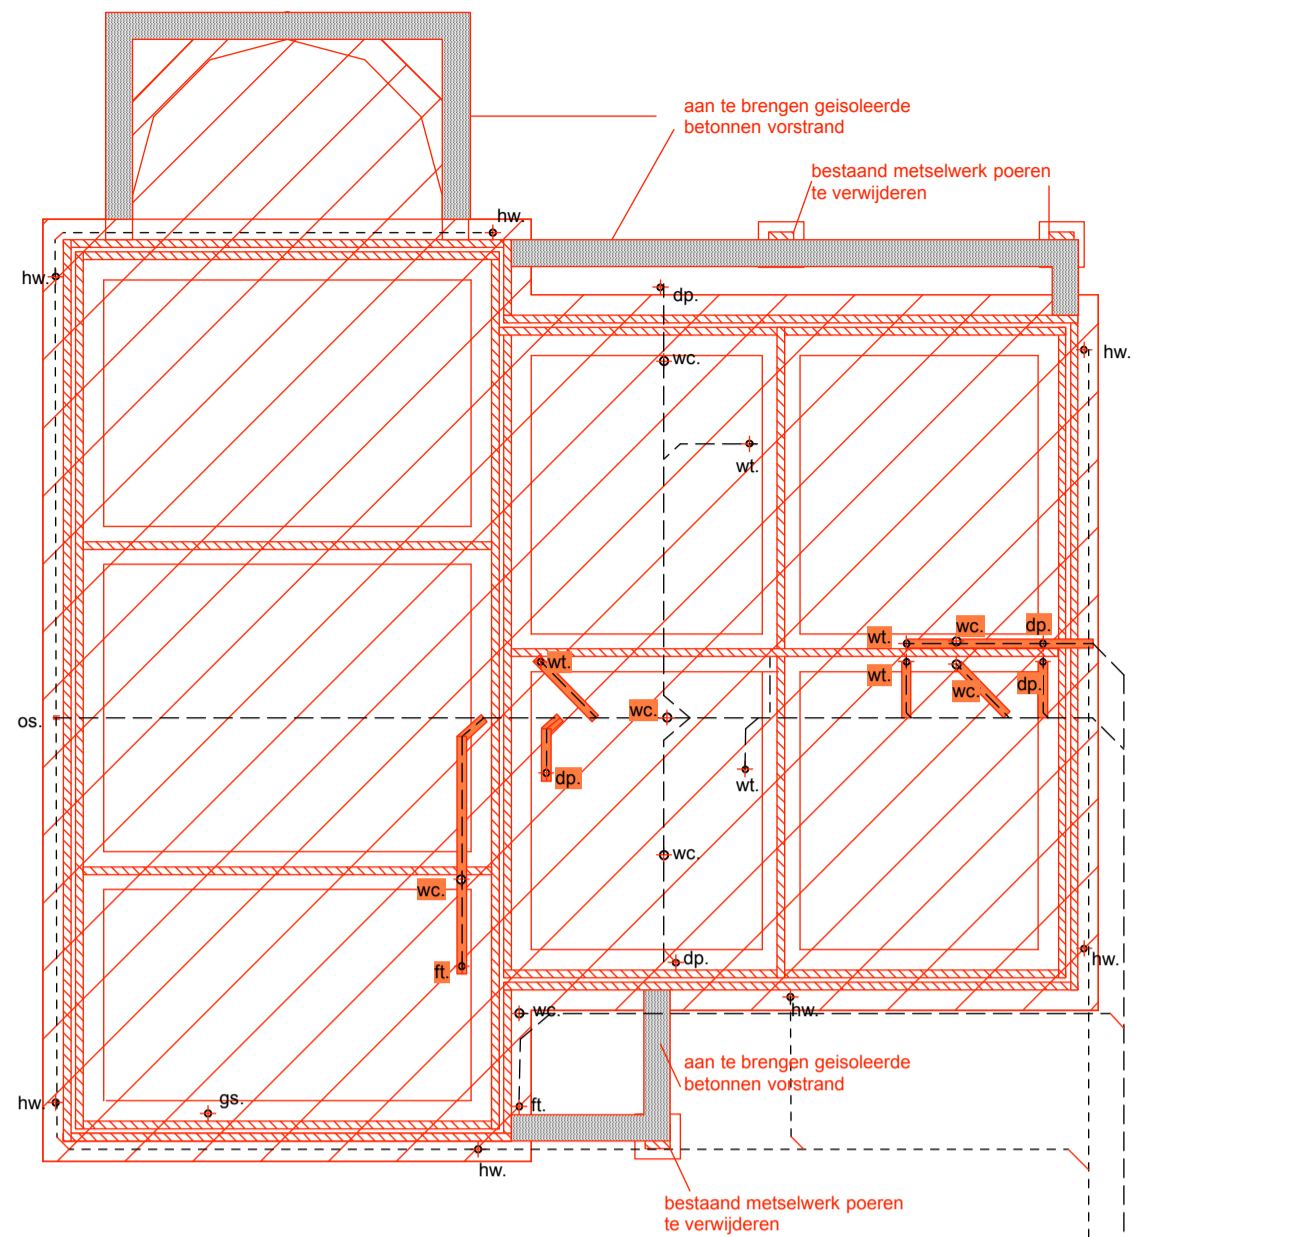 aan te brengen geisoleerde
betonnen vorstrand
bestaand metselwerk poeren
te verwijderen
hw.
hw.
dp.
hw.
wc.
wt.
wt.
wc.
dp.
wt.
wt.
wc.
dp.
wc.
os.
dp.
wt.
wc.
wc.
ft.
dp.
hw.
wc.
hw.
aan te brengen geisoleerde
betonnen vorstrand
hw.
gs.
ft.
hw.
bestaand metselwerk poeren
te verwijderen